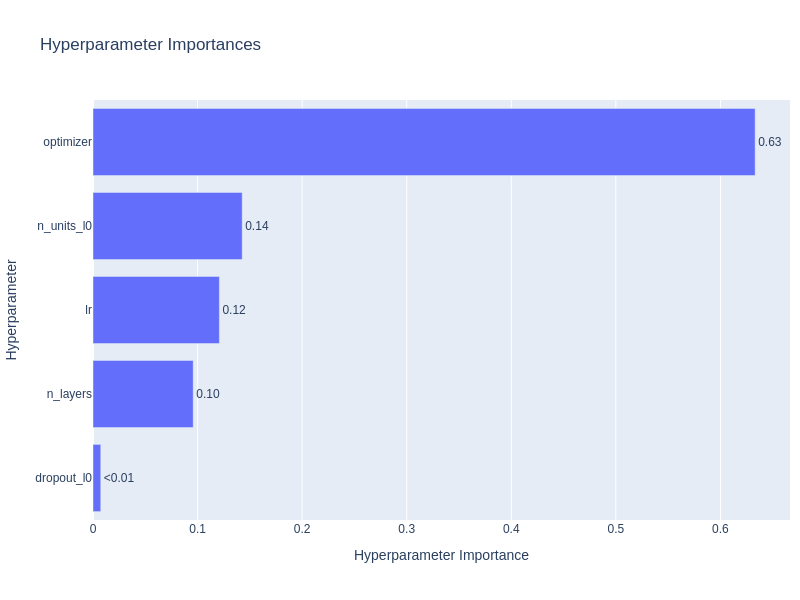 Hyperparameter Importances
Hyperparameter
optimizer
0.63
n_units_l0
0.14
lr
0.12
n_layers
0.10
dropout_l0
<0.01
0
0.1
0.2
0.3
0.4
0.5
0.6
Hyperparameter Importance